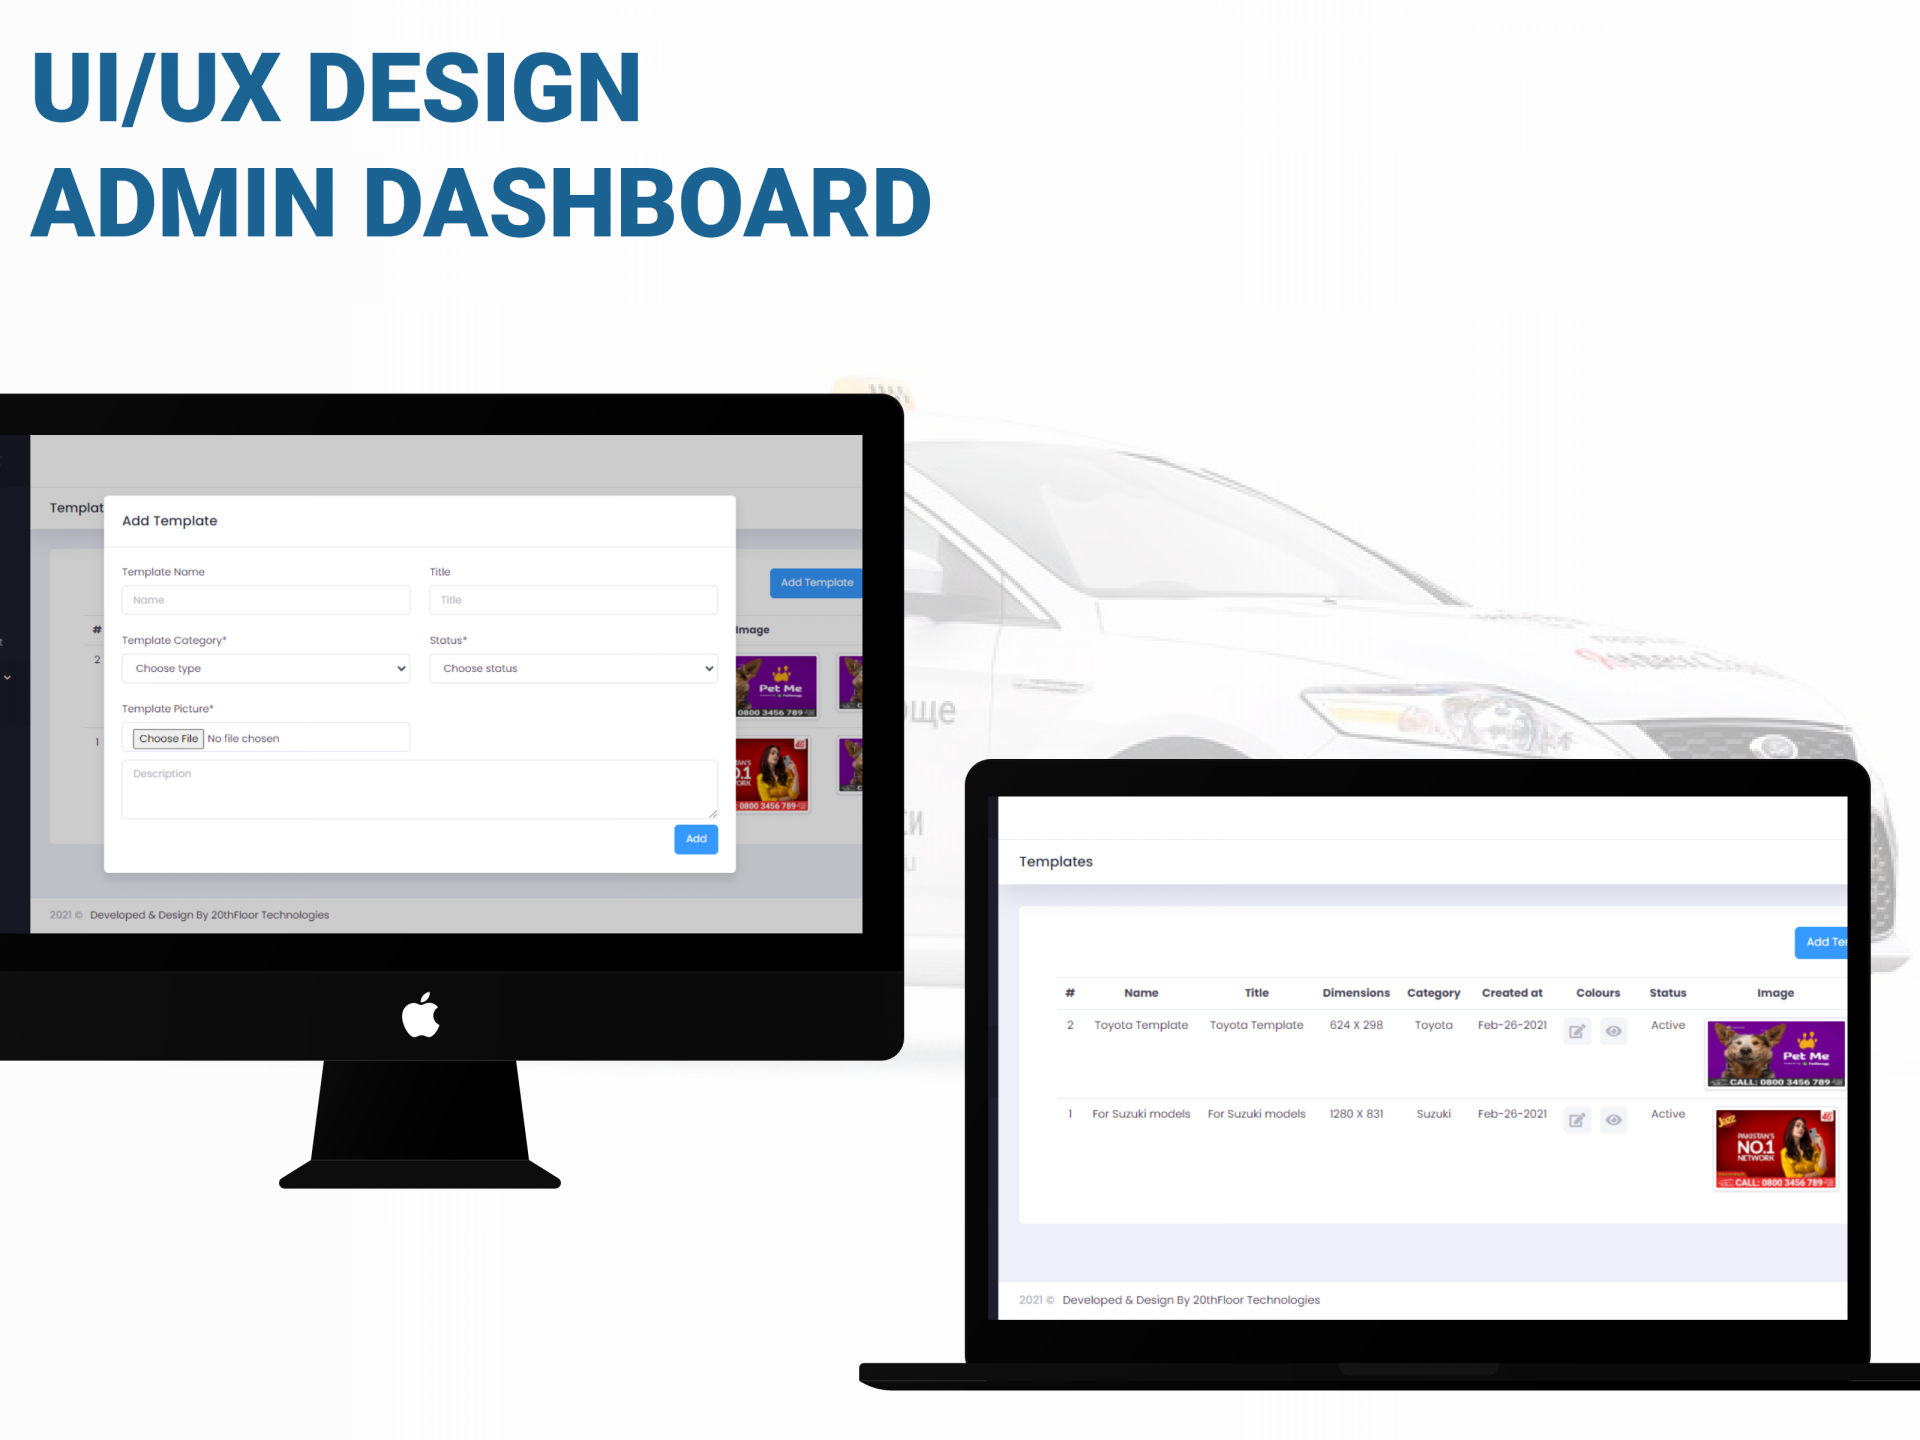 UI/UX DESIGN
ADMIN DASHBOARD
Templat
Add Template
Template Name
Title
Name
Title
Template Category*
Status*
Choose type
Choose status
Template Picture*
Choose File No file chosen
Description
Add
Add Template
#
Image
2
Pet Me
0800 3456 789
1
4G
0800 3456 789
2021 © Developed & Design By 20thFloor Technologies
Templates
Add Te
# Name Title Dimensions Category Created at Colours Status Image
2 Toyota Template Toyota Template 624 X 298 Toyota Feb-26-2021 Active
Pet Me
CALL: 0800 3456 789
1 For Suzuki models For Suzuki models 1280 X 831 Suzuki Feb-26-2021 Active
Jazz
4G
PAKISTAN'S
NO.1
NETWORK
CALL: 0800 3456 789
2021 © Developed & Design By 20thFloor Technologies